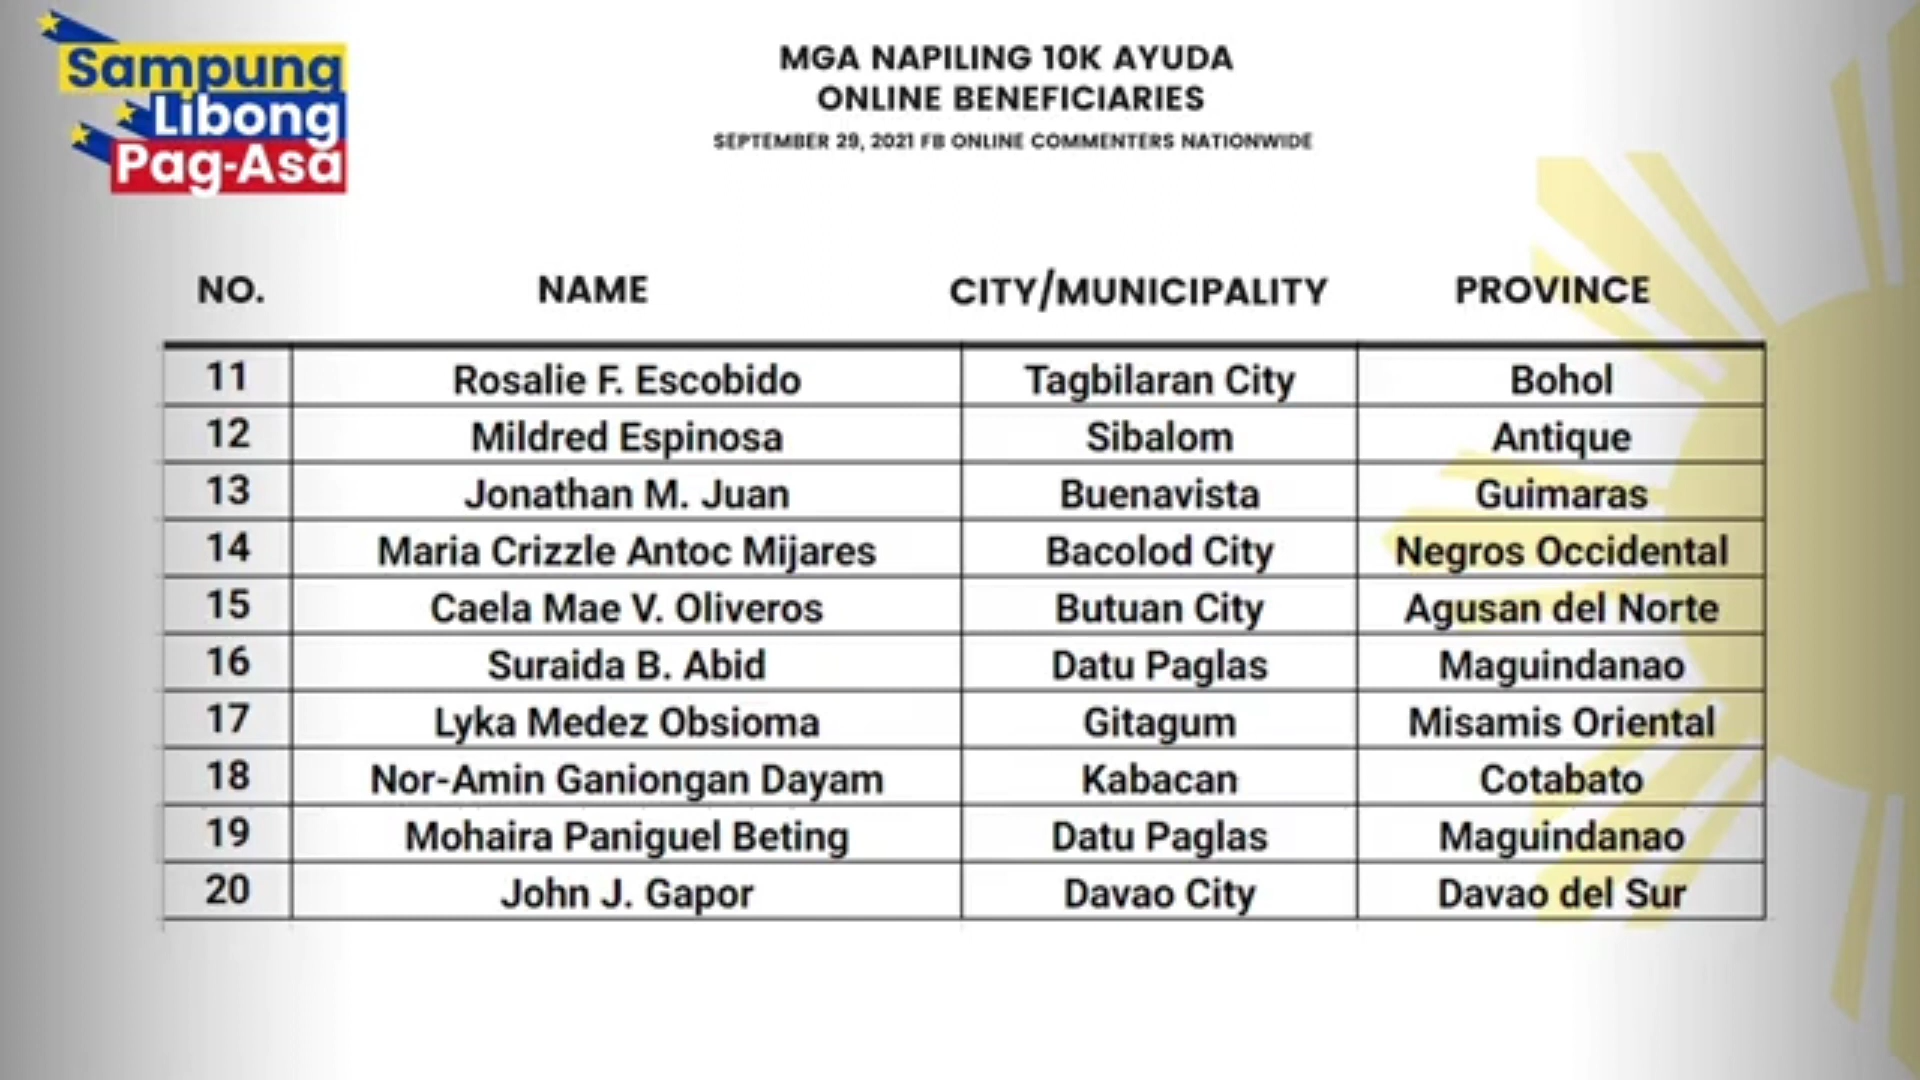 Sampung
Libong
Pag-Asa
MGA NAPILING 10K AYUDA
ONLINE BENEFICIARIES
SEPTEMBER 29, 2021 FB ONLINE COMMENTERS NATIONWIDE
NO. NAME CITY/MUNICIPALITY PROVINCE
11 Rosalie F. Escobido Tagbilaran City Bohol
12 Mildred Espinosa Sibalom Antique
13 Jonathan M. Juan Buenavista Guimaras
14 Maria Crizzle Antoc Mijares Bacolod City Negros Occidental
15 Caela Mae V. Oliveros Butuan City Agusan del Norte
16 Suraida B. Abid Datu Paglas Maguindanao
17 Lyka Medez Obsioma Gitagum Misamis Oriental
18 Nor-Amin Ganiongan Dayam Kabacan Cotabato
19 Mohaira Paniguel Beting Datu Paglas Maguindanao
20 John J. Gapor Davao City Davao del Sur